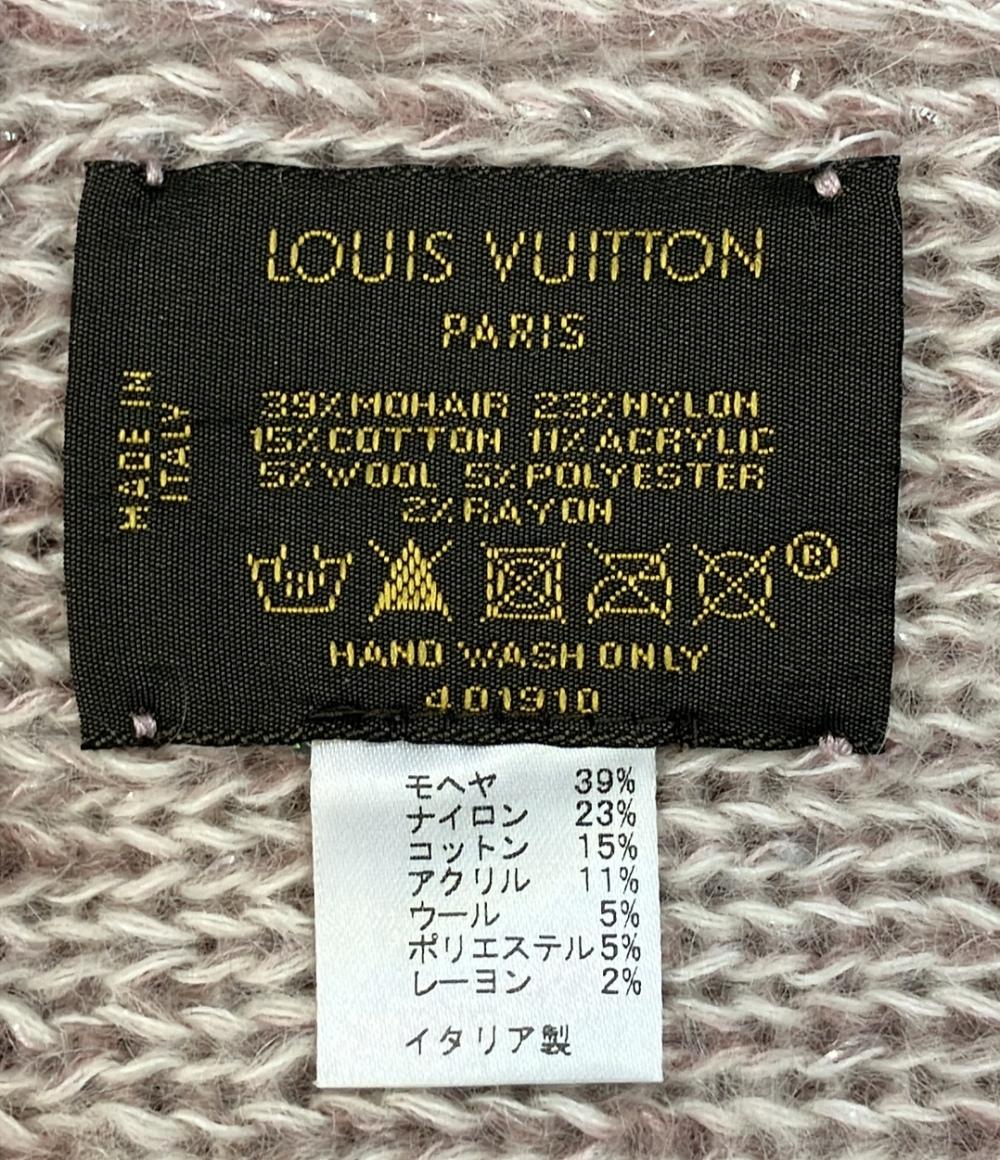 LOUIS VUITTON
PARIS
MADE IN
ITALY
39% MOHAIR 23% NYLON
15% COTTON 11% ACRYLIC
5% WOOL 5% POLYESTER
2% RAYON
®
HAND WASH ONLY
401910
モヘヤ 39%
ナイロン 23%
コットン 15%
アクリル 11%
ウール 5%
ポリエステル 5%
レーヨン 2%
イタリア製